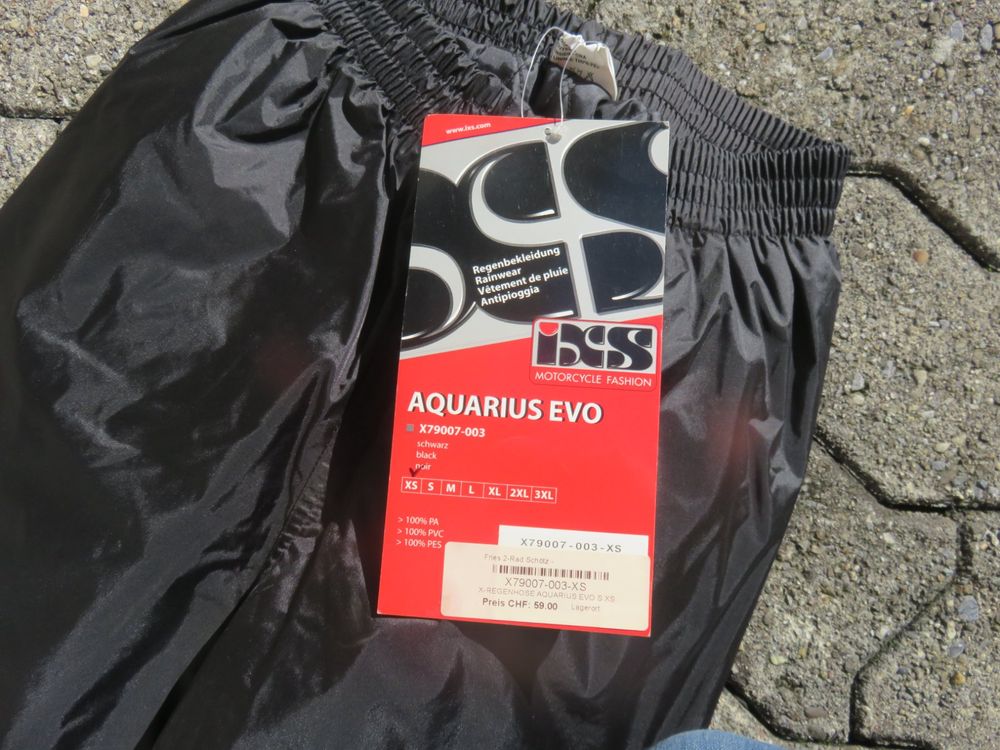 www.ixs.com
Regenbekleidung
Rainwear
Vêtement de pluie
Antipioggia
ixs
MOTORCYCLE FASHION
AQUARIUS EVO
X79007-003
schwarz
black
noir
XS S M L XL 2XL 3XL
> 100% PA
> 100% PVC
> 100% PES
X79007-003-XS
Fries 2-Rad Schötz -
X79007-003-XS
X-REGENHOSE AQUARIUS EVO S XS
Preis CHF: 59.00 Lagerort